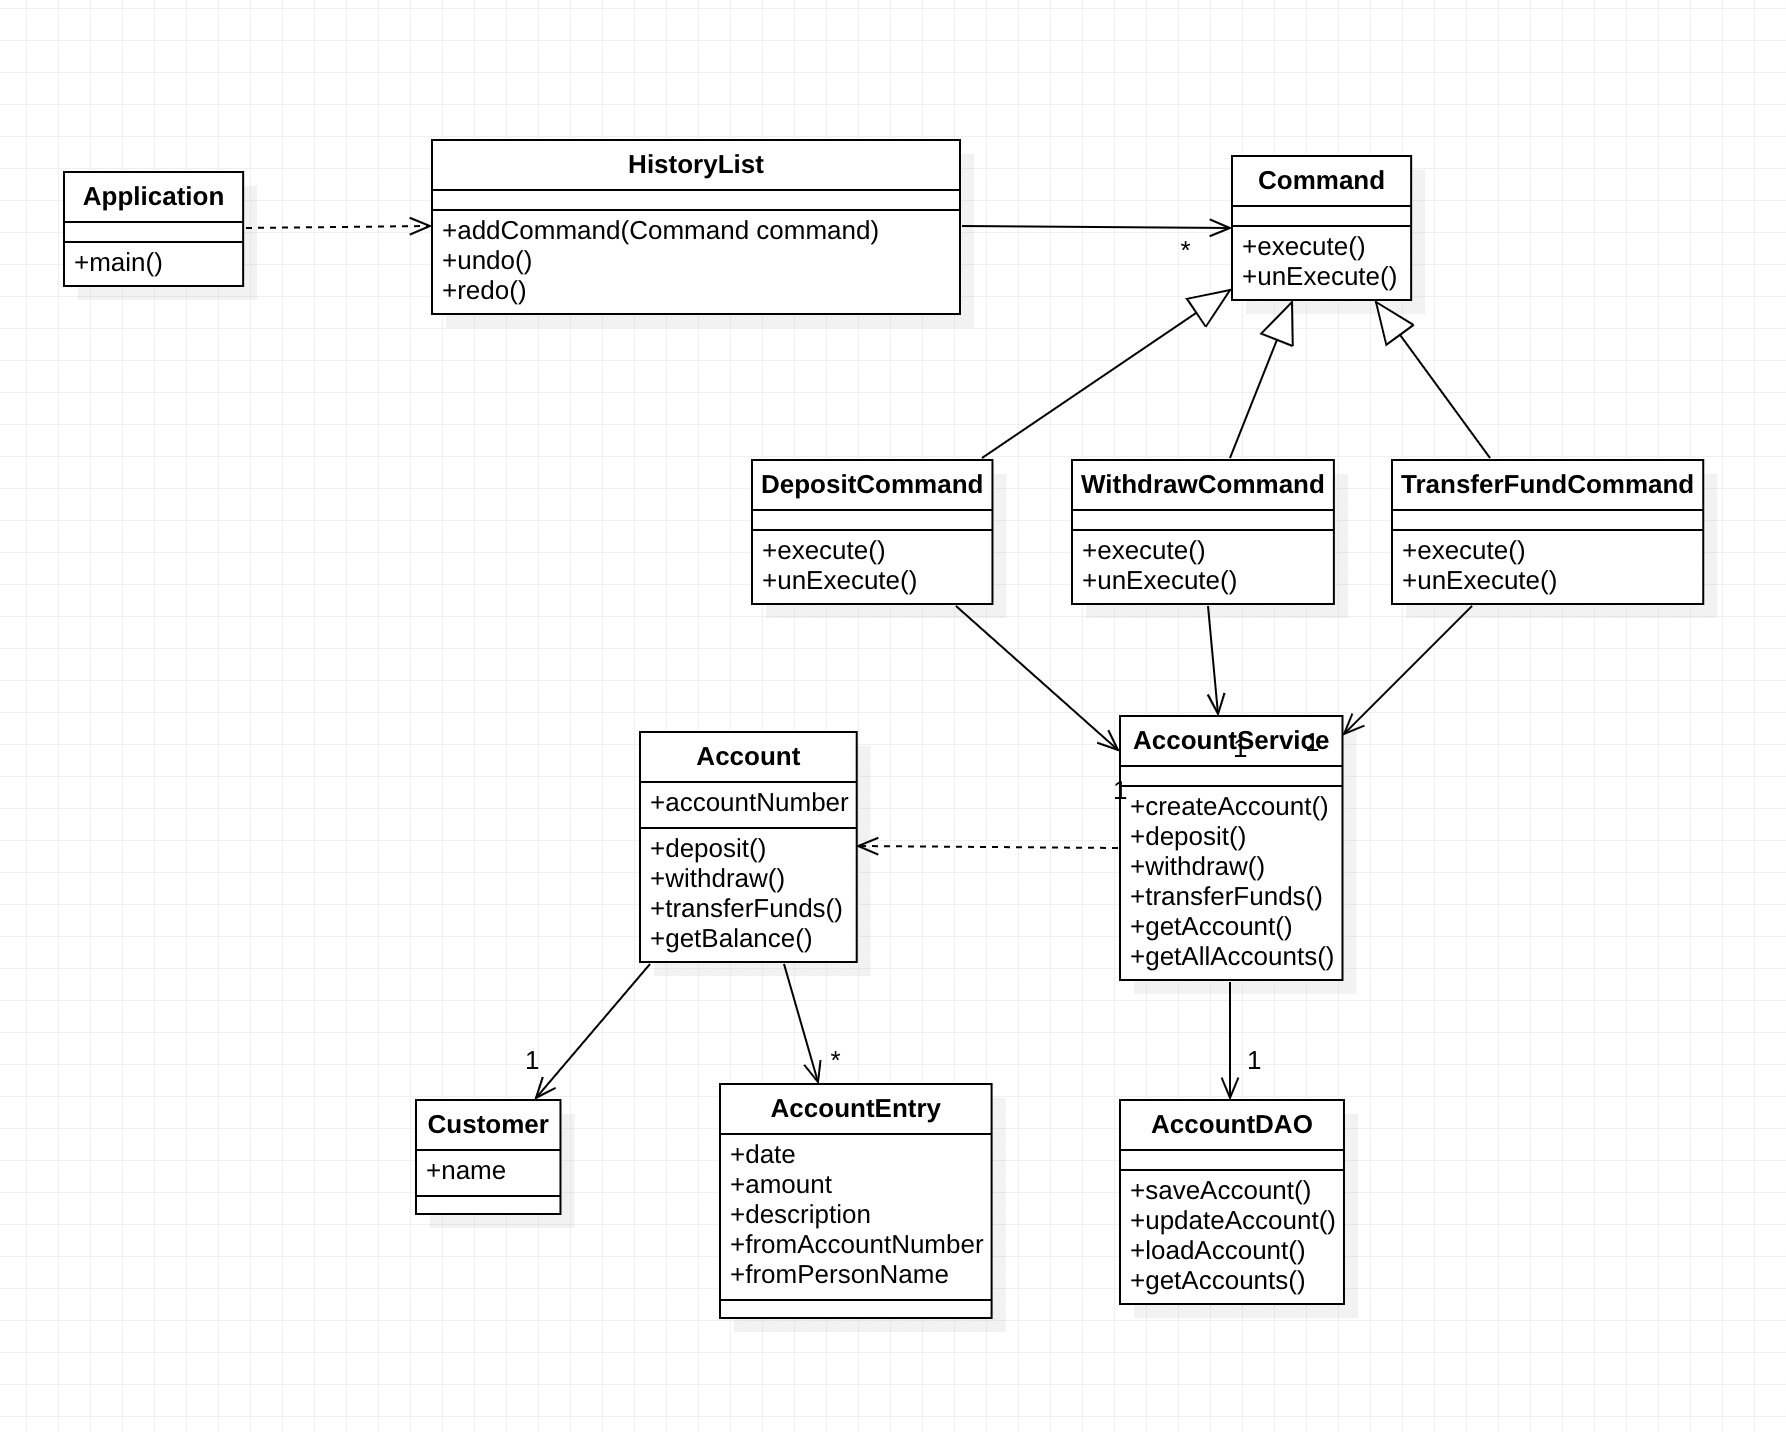 Application
+main()
HistoryList
+addCommand(Command command)
+undo()
+redo()
*
Command
+execute()
+unExecute()
DepositCommand
+execute()
+unExecute()
WithdrawCommand
+execute()
+unExecute()
TransferFundCommand
+execute()
+unExecute()
Account
+accountNumber
+deposit()
+withdraw()
+transferFunds()
+getBalance()
AccountService
1
1
1
+createAccount()
+deposit()
+withdraw()
+transferFunds()
+getAccount()
+getAllAccounts()
1
*
1
Customer
+name
AccountEntry
+date
+amount
+description
+fromAccountNumber
+fromPersonName
AccountDAO
+saveAccount()
+updateAccount()
+loadAccount()
+getAccounts()